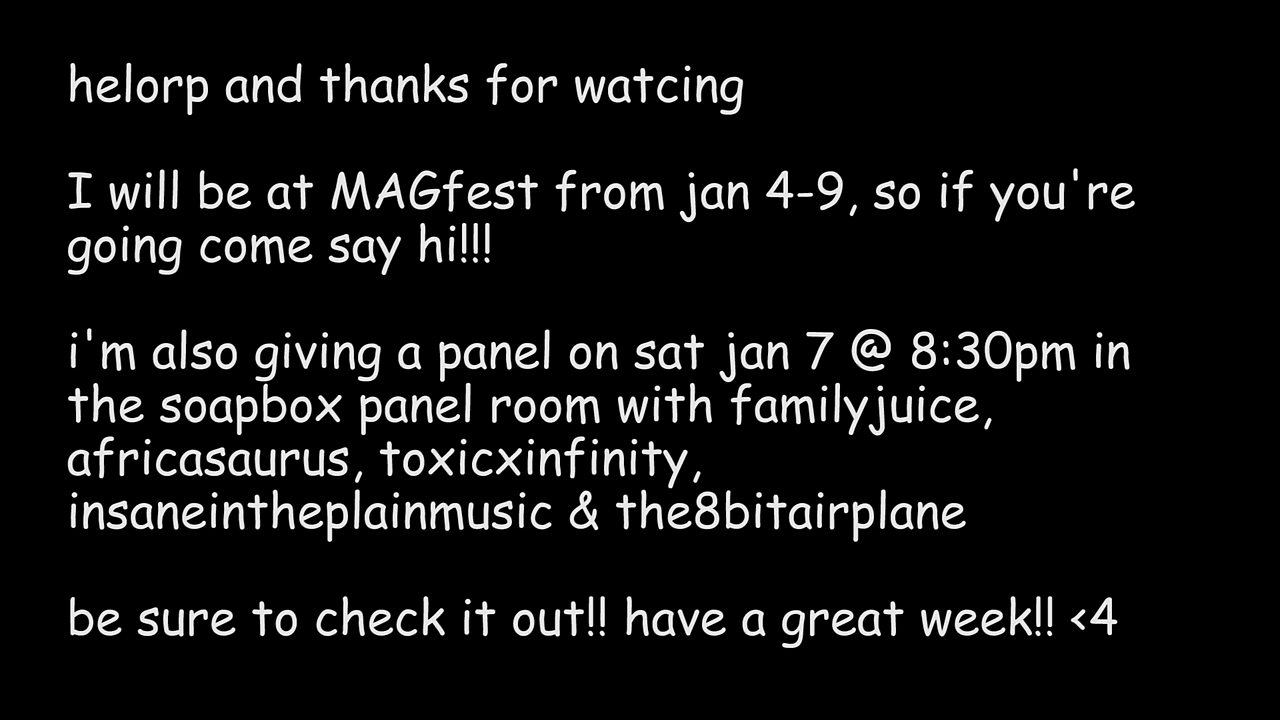 helorp and thanks for watcing
I will be at MAGfest from jan 4-9, so if you're
going come say hi!!!
i'm also giving a panel on sat jan 7 @ 8:30pm in
the soapbox panel room with familyjuice,
africasaurus, toxicxinfinity,
insaneintheplainmusic & the8bitairplane
be sure to check it out!! have a great week!! <4